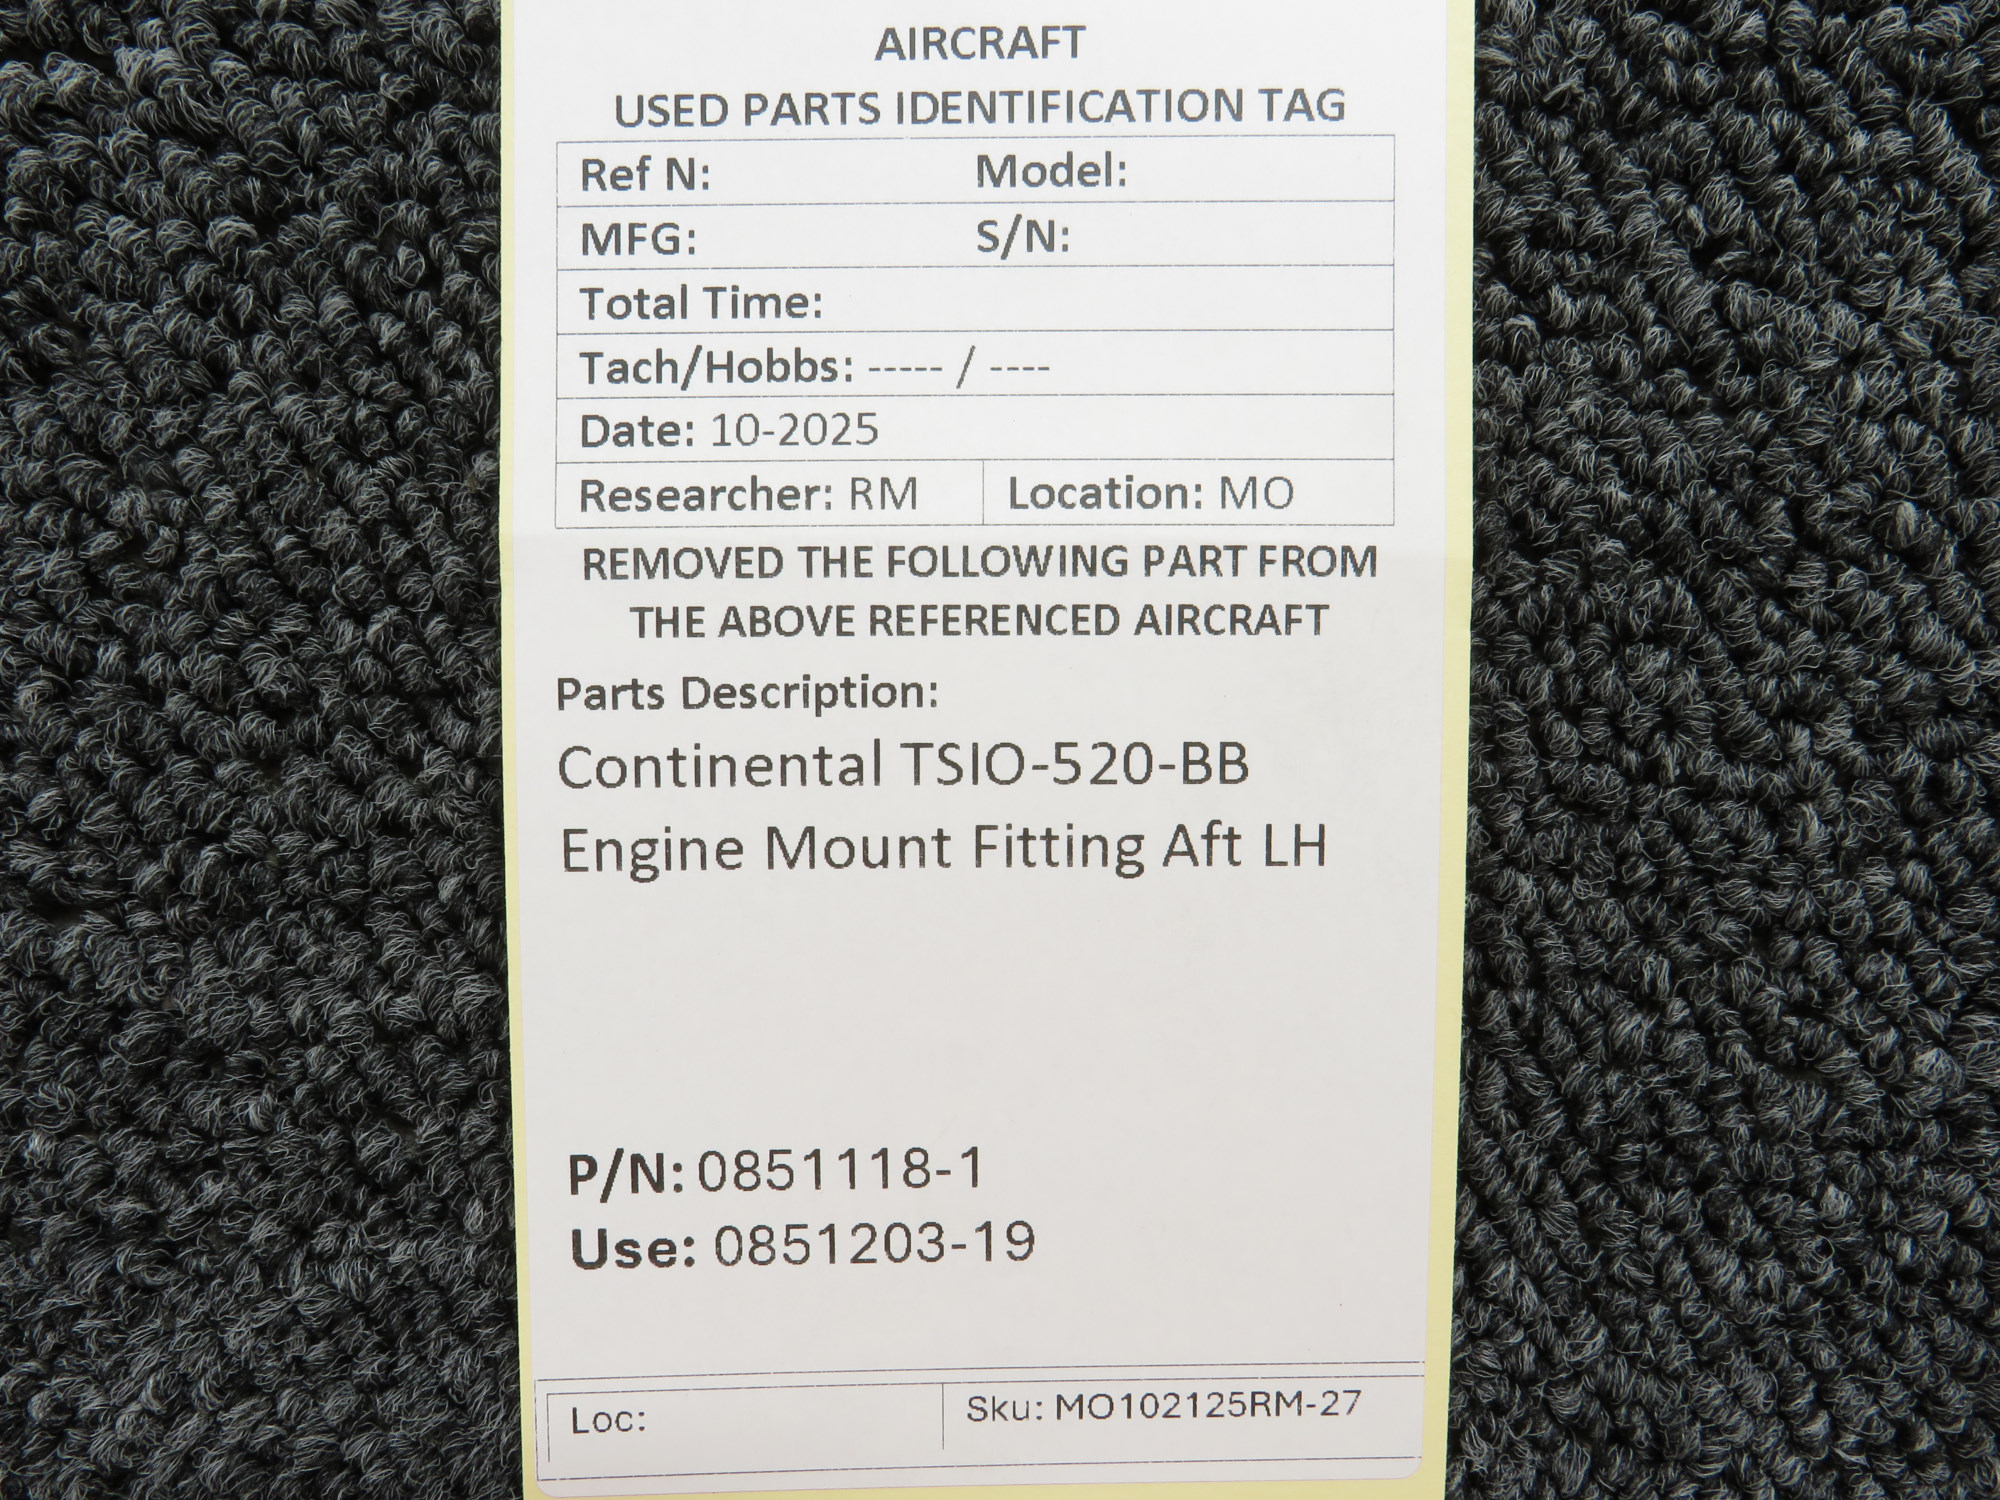 AIRCRAFT
USED PARTS IDENTIFICATION TAG
Ref N: Model:
MFG: S/N:
Total Time:
Tach/Hobbs: ----- / ----
Date: 10-2025
Researcher: RM Location: MO
REMOVED THE FOLLOWING PART FROM
THE ABOVE REFERENCED AIRCRAFT
Parts Description:
Continental TSIO-520-BB
Engine Mount Fitting Aft LH
P/N: 0851118-1
Use: 0851203-19
Loc: Sku: MO102125RM-27